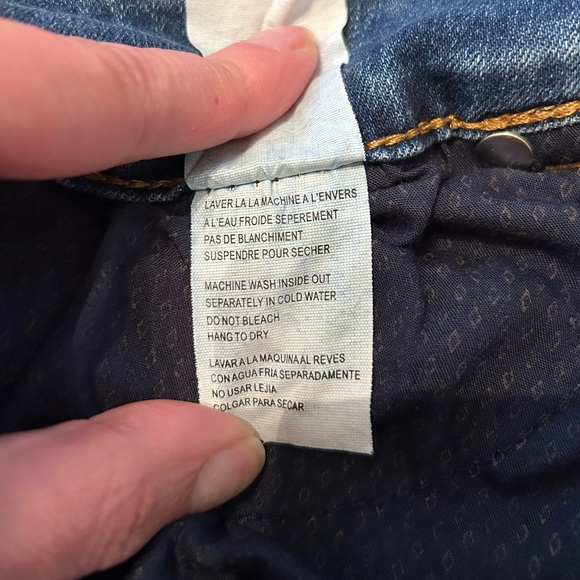 LAVER LA LA MACHINE A L'ENVERS
A L'EAU FROIDE SEPEREMENT
PAS DE BLANCHIMENT
SUSPENDRE POUR SECHER
MACHINE WASH INSIDE OUT
SEPARATELY IN COLD WATER
DO NOT BLEACH
HANG TO DRY
LAVAR A LA MAQUINAAL REVES
CON AGUA FRIA SEPARADAMENTE
NO USAR LEJIA
COLGAR PARA SECAR